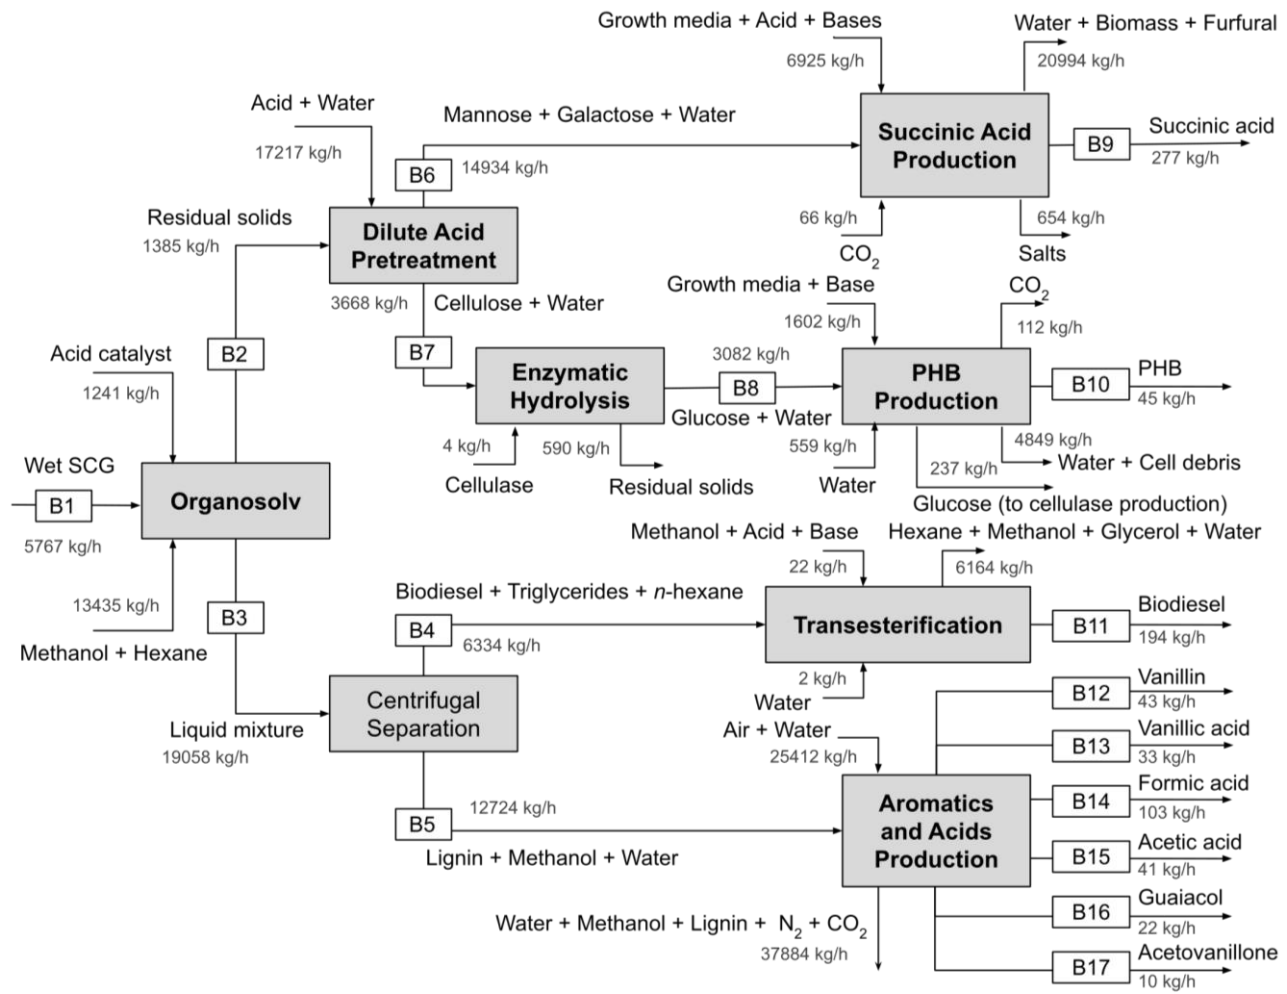 Growth media + Acid + Bases
6925 kg/h
Water + Biomass + Furfural
20994 kg/h
Acid + Water
17217 kg/h
Mannose + Galactose + Water
B6
14934 kg/h
Succinic Acid
Production
B9
Succinic acid
277 kg/h
Residual solids
1385 kg/h
Dilute Acid
Pretreatment
66 kg/h
CO2
654 kg/h
Salts
3668 kg/h
Cellulose + Water
Growth media + Base
1602 kg/h
CO2
112 kg/h
Acid catalyst
1241 kg/h
B2
B7
Enzymatic
Hydrolysis
3082 kg/h
B8
Glucose + Water
PHB
Production
B10
PHB
45 kg/h
4 kg/h
Cellulase
590 kg/h
Residual solids
559 kg/h
Water
4849 kg/h
Water + Cell debris
237 kg/h
Glucose (to cellulase production)
Wet SCG
B1
5767 kg/h
Organosolv
13435 kg/h
Methanol + Hexane
B3
Methanol + Acid + Base
22 kg/h
Hexane + Methanol + Glycerol + Water
6164 kg/h
Biodiesel + Triglycerides + n-hexane
B4
6334 kg/h
Transesterification
B11
Biodiesel
194 kg/h
2 kg/h
Water
Liquid mixture
19058 kg/h
Centrifugal
Separation
Air + Water
25412 kg/h
B12
Vanillin
43 kg/h
B13
Vanillic acid
33 kg/h
B5
12724 kg/h
Lignin + Methanol + Water
Aromatics
and Acids
Production
B14
Formic acid
103 kg/h
B15
Acetic acid
41 kg/h
Water + Methanol + Lignin + N2 + CO2
37884 kg/h
B16
Guaiacol
22 kg/h
B17
Acetovanillone
10 kg/h